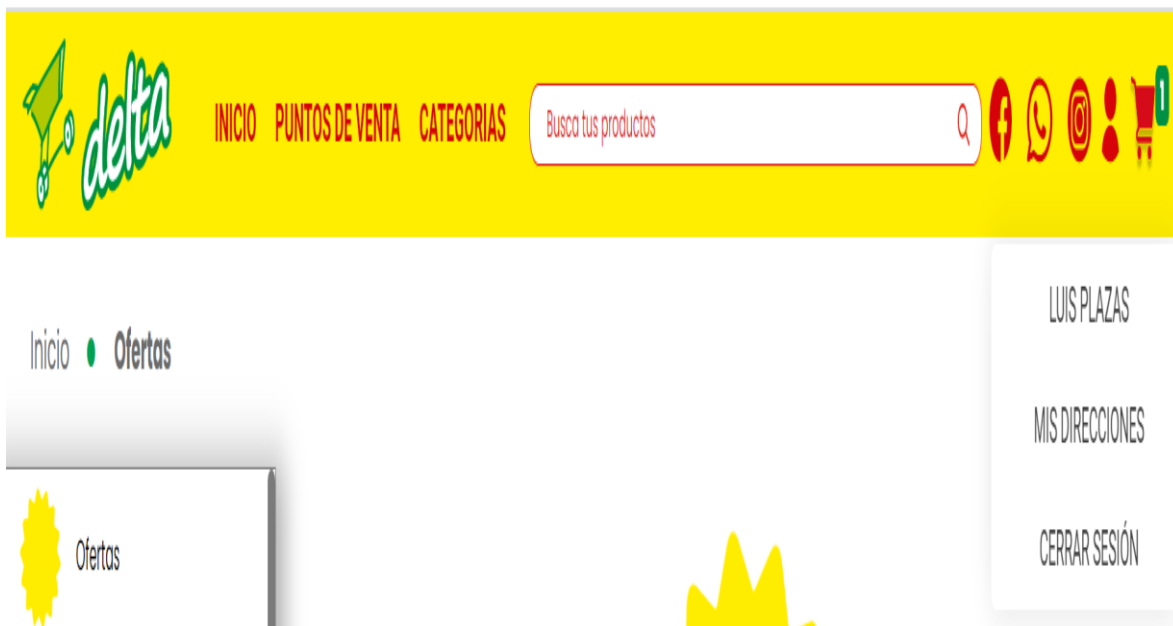 delta
INICIO PUNTOS DE VENTA CATEGORIAS Busca tus productos 1
LUIS PLAZAS
Inicio • Ofertas
MIS DIRECCIONES
Ofertas
CERRAR SESIÓN